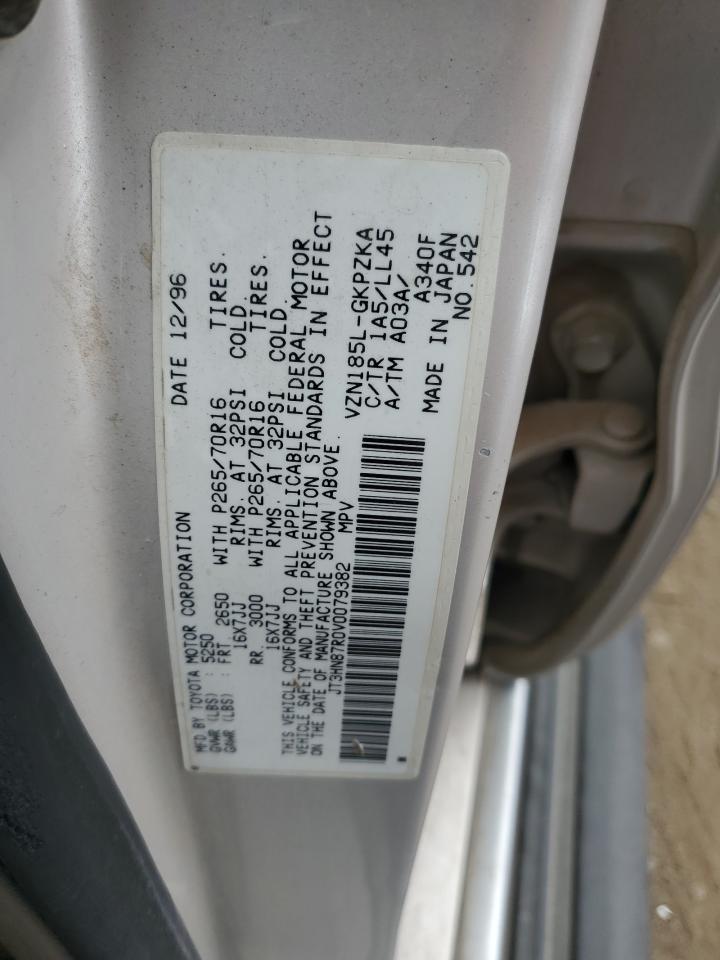 MFD BY TOYOTA MOTOR CORPORATION DATE 12/96
GVWR (LBS) : 5250
GAWR (LBS) : FRT. 2650 WITH P265/70R16 TIRES.
16X7JJ RIMS. AT 32PSI COLD.
RR. 3000 WITH P265/70R16 TIRES.
16X7JJ RIMS. AT 32PSI COLD.
THIS VEHICLE CONFORMS TO ALL APPLICABLE FEDERAL MOTOR
VEHICLE SAFETY AND THEFT PREVENTION STANDARDS IN EFFECT
ON THE DATE OF MANUFACTURE SHOWN ABOVE.
JT3HN87R0V0079382 MPV
VZN185L-GKPZKA
C/TR 1A5/LL45
A/TM A03A/
A340F
MADE IN JAPAN
NO.542